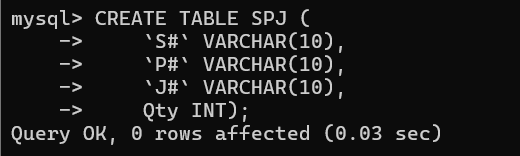 mysql> CREATE TABLE SPJ (
    ->     `S#` VARCHAR(10),
    ->     `P#` VARCHAR(10),
    ->     `J#` VARCHAR(10),
    ->     Qty INT);
Query OK, 0 rows affected (0.03 sec)